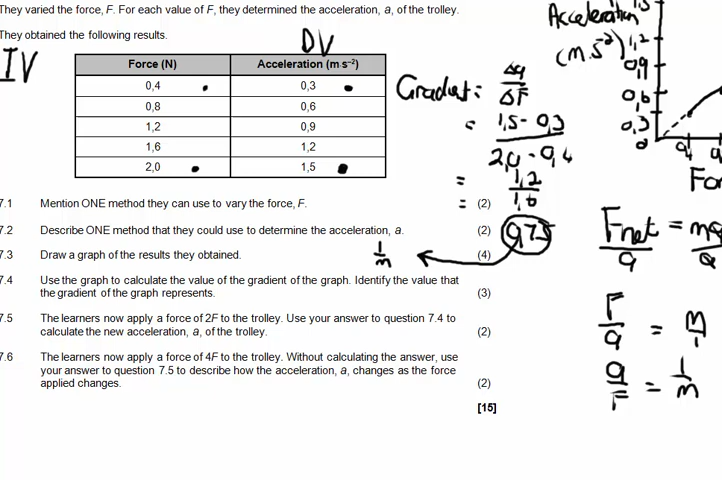 They varied the force, F. For each value of F, they determined the acceleration, a, of the trolley.
They obtained the following results.
IV
DV
Force (N) Acceleration (m·s⁻²)
0,4 0,3
0,8 0,6
1,2 0,9
1,6 1,2
2,0 1,5
Gradient = Δa/ΔF
= 1,5 - 0,3 / 2,0 - 0,4
= 1,2 / 1,6
= 0,75
1/m
Acceleration
(m.s⁻²)
1,5
1,2
0,9
0,6
0,3
0
Fo
7.1 Mention ONE method they can use to vary the force, F. (2)
7.2 Describe ONE method that they could use to determine the acceleration, a. (2)
7.3 Draw a graph of the results they obtained. (4)
7.4 Use the graph to calculate the value of the gradient of the graph. Identify the value that
the gradient of the graph represents. (3)
7.5 The learners now apply a force of 2F to the trolley. Use your answer to question 7.4 to
calculate the new acceleration, a, of the trolley. (2)
7.6 The learners now apply a force of 4F to the trolley. Without calculating the answer, use
your answer to question 7.5 to describe how the acceleration, a, changes as the force
applied changes. (2)
[15]
Fnet/a = ma/a
F/a = m/1
a/F = 1/m